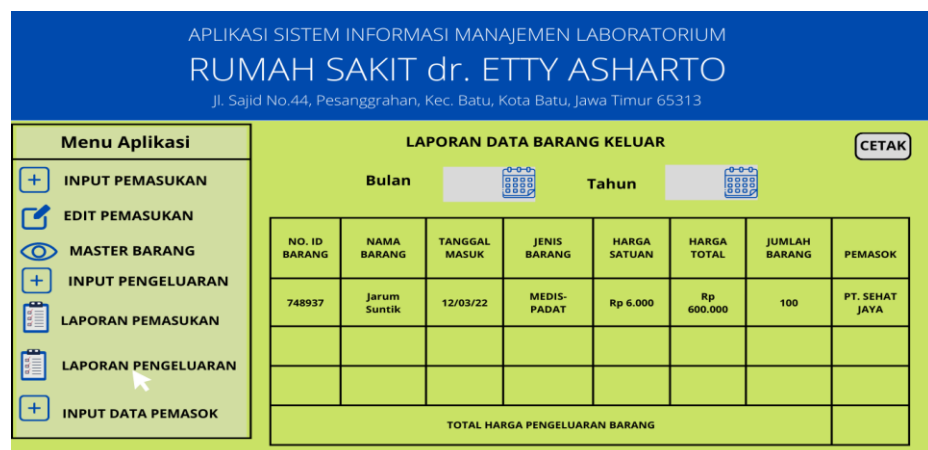 APLIKASI SISTEM INFORMASI MANAJEMEN LABORATORIUM
RUMAH SAKIT dr. ETTY ASHARTO
Jl. Sajid No.44, Pesanggrahan, Kec. Batu, Kota Batu, Jawa Timur 65313
Menu Aplikasi
INPUT PEMASUKAN
EDIT PEMASUKAN
MASTER BARANG
INPUT PENGELUARAN
LAPORAN PEMASUKAN
LAPORAN PENGELUARAN
INPUT DATA PEMASOK
LAPORAN DATA BARANG KELUAR
CETAK
Bulan
Tahun
NO. ID
BARANG
NAMA
BARANG
TANGGAL
MASUK
JENIS
BARANG
HARGA
SATUAN
HARGA
TOTAL
JUMLAH
BARANG
PEMASOK
748937
Jarum
Suntik
12/03/22
MEDIS-
PADAT
Rp 6.000
Rp
600.000
100
PT. SEHAT
JAYA
TOTAL HARGA PENGELUARAN BARANG